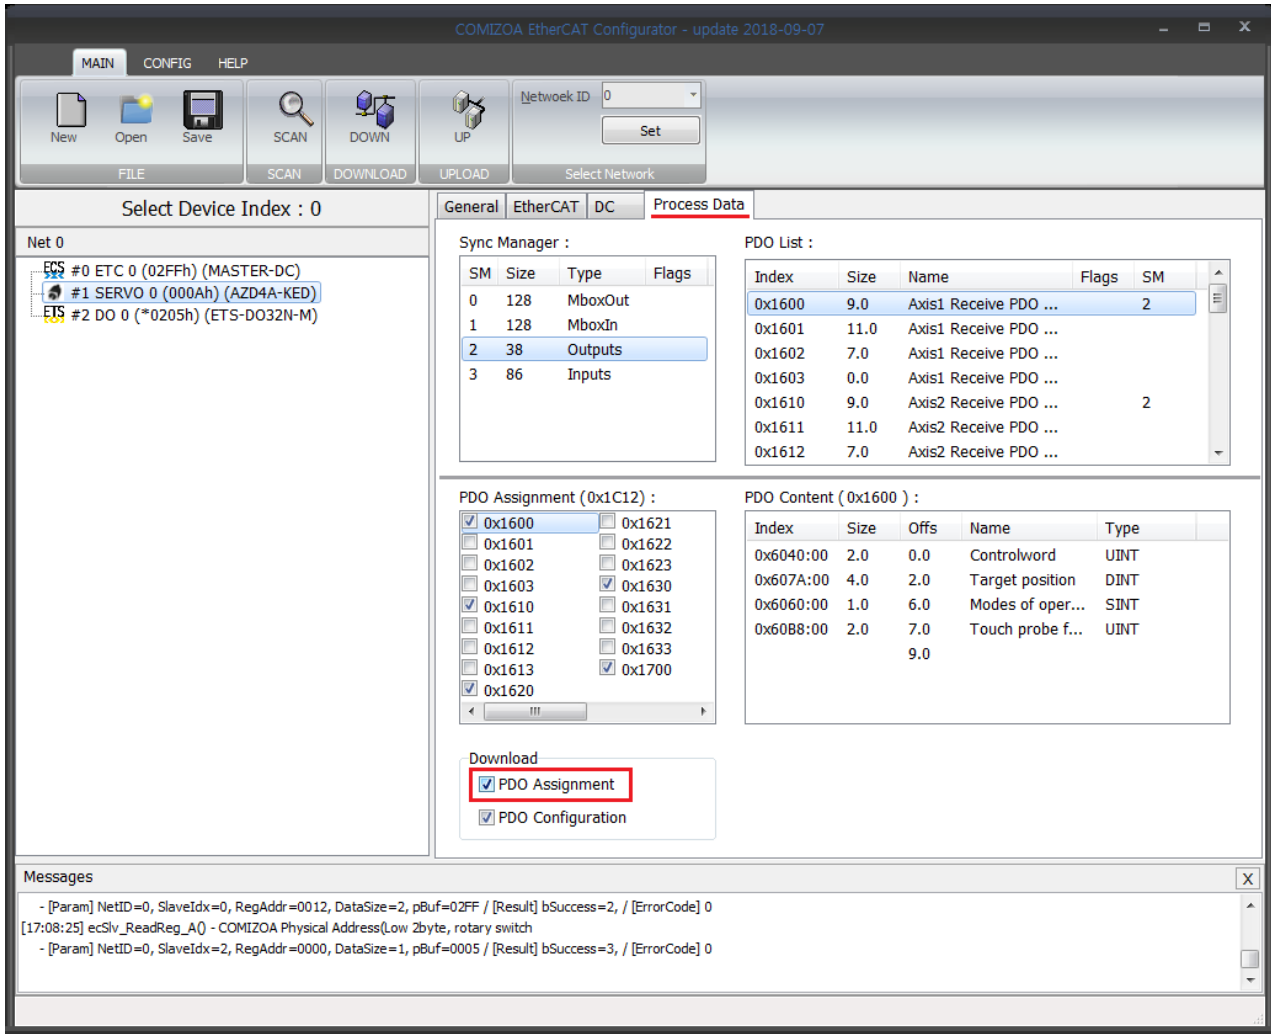 COMIZOA EtherCAT Configurator - update 2018-09-07
MAIN CONFIG HELP
New Open Save SCAN DOWN UP
Netwoek ID 0
Set
FILE SCAN DOWNLOAD UPLOAD Select Network
Select Device Index : 0
Net 0
ECS #0 ETC 0 (02FFh) (MASTER-DC)
#1 SERVO 0 (000Ah) (AZD4A-KED)
ETS #2 DO 0 (*0205h) (ETS-DO32N-M)
General EtherCAT DC Process Data
Sync Manager :
SM Size Type Flags
0 128 MboxOut
1 128 MboxIn
2 38 Outputs
3 86 Inputs
PDO List :
Index Size Name Flags SM
0x1600 9.0 Axis1 Receive PDO ... 2
0x1601 11.0 Axis1 Receive PDO ...
0x1602 7.0 Axis1 Receive PDO ...
0x1603 0.0 Axis1 Receive PDO ...
0x1610 9.0 Axis2 Receive PDO ... 2
0x1611 11.0 Axis2 Receive PDO ...
0x1612 7.0 Axis2 Receive PDO ...
PDO Assignment (0x1C12) :
0x1600 0x1621
0x1601 0x1622
0x1602 0x1623
0x1603 0x1630
0x1610 0x1631
0x1611 0x1632
0x1612 0x1633
0x1613 0x1700
0x1620
PDO Content (0x1600 ) :
Index Size Offs Name Type
0x6040:00 2.0 0.0 Controlword UINT
0x607A:00 4.0 2.0 Target position DINT
0x6060:00 1.0 6.0 Modes of oper... SINT
0x60B8:00 2.0 7.0 Touch probe f... UINT
9.0
Download
PDO Assignment
PDO Configuration
Messages
X
- [Param] NetID=0, SlaveIdx=0, RegAddr=0012, DataSize=2, pBuf=02FF / [Result] bSuccess=2, / [ErrorCode] 0
[17:08:25] ecSlv_ReadReg_A() - COMIZOA Physical Address(Low 2byte, rotary switch
- [Param] NetID=0, SlaveIdx=2, RegAddr=0000, DataSize=1, pBuf=0005 / [Result] bSuccess=3, / [ErrorCode] 0